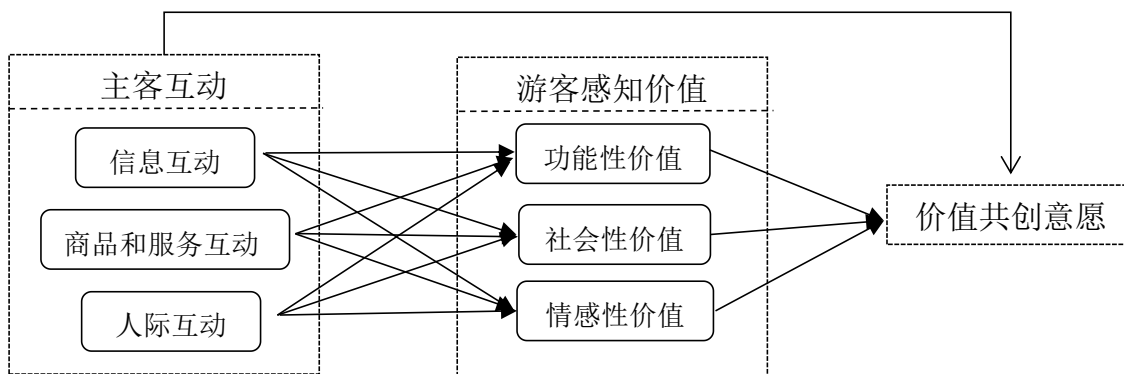 主客互动
信息互动
商品和服务互动
人际互动
游客感知价值
功能性价值
社会性价值
情感性价值
价值共创意愿